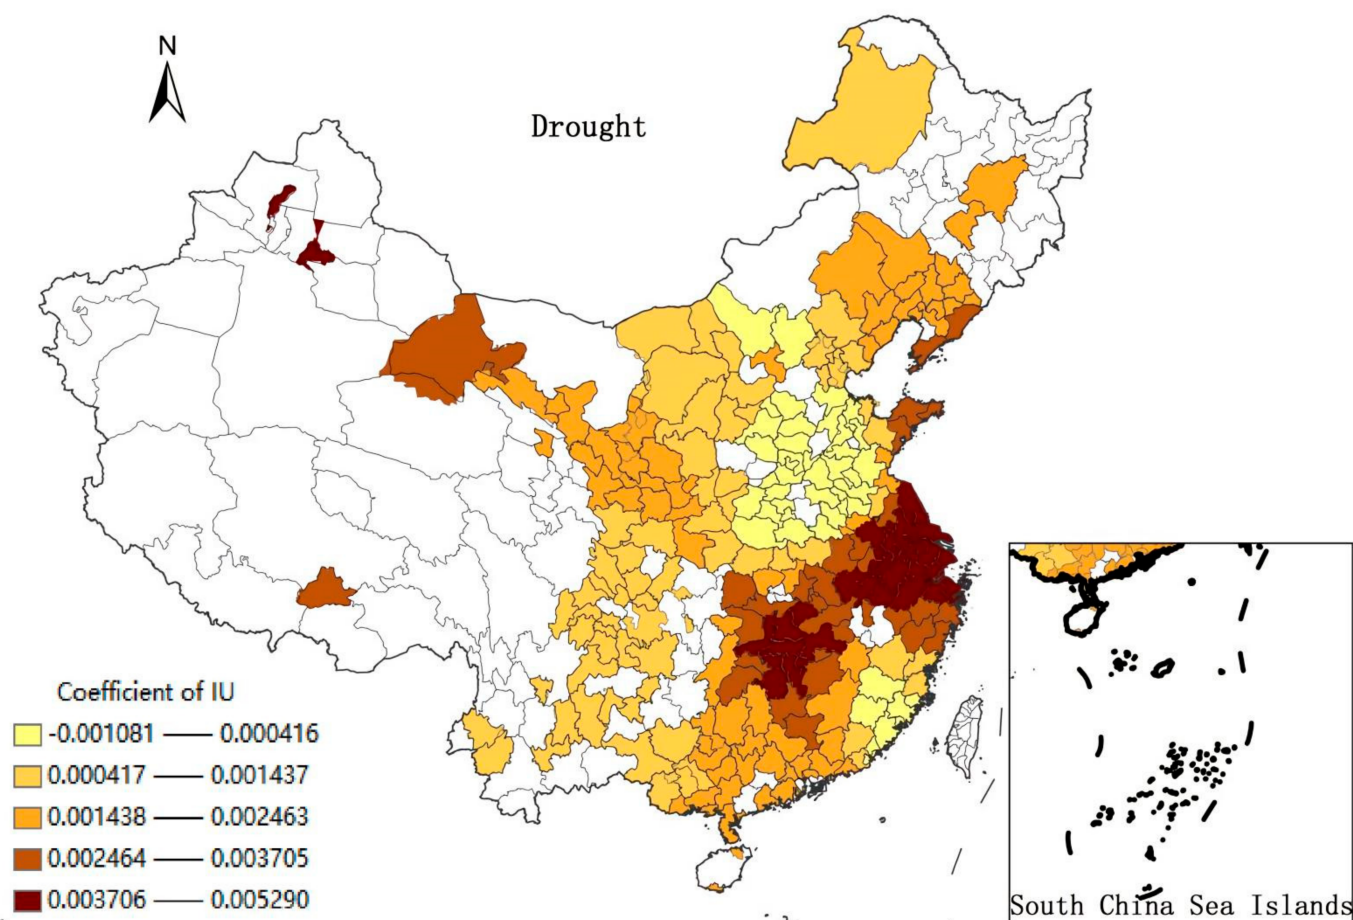 N
Drought
Coefficient of IU
-0.001081 —— 0.000416
0.000417 —— 0.001437
0.001438 —— 0.002463
0.002464 —— 0.003705
0.003706 —— 0.005290
South China Sea Islands